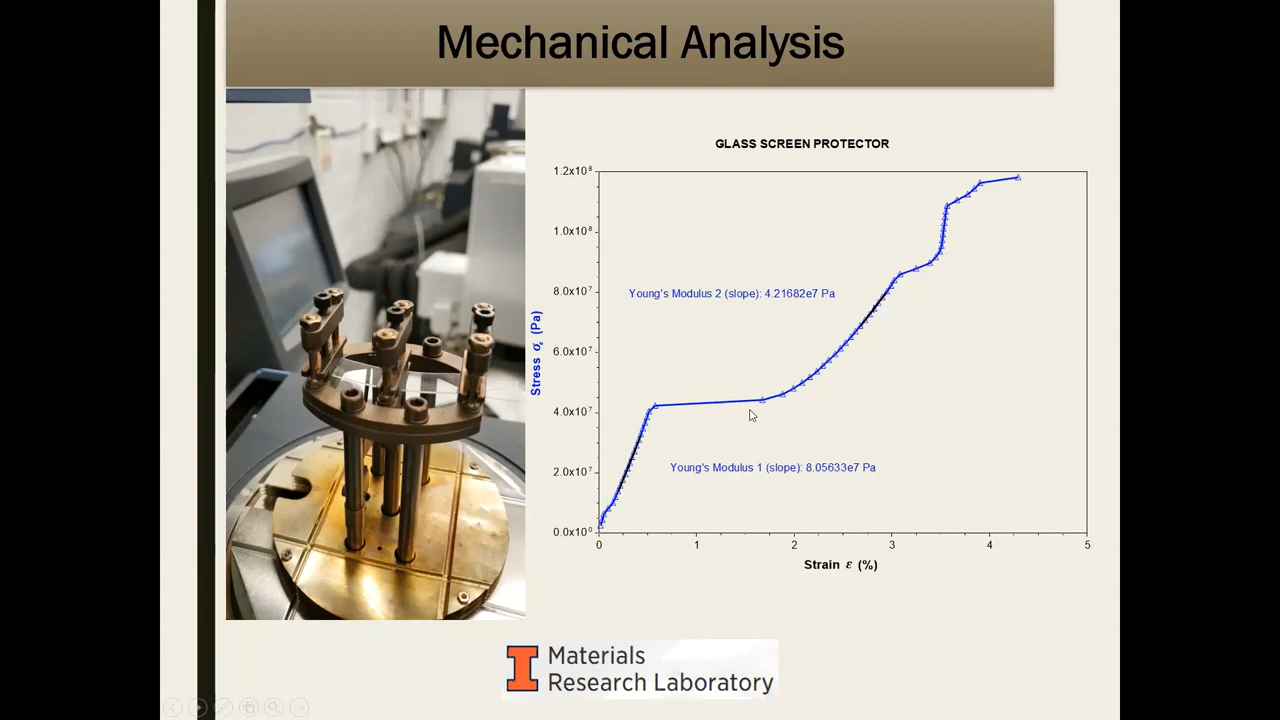 Mechanical Analysis
GLASS SCREEN PROTECTOR
1.2x10⁸
1.0x10⁸
8.0x10⁷
6.0x10⁷
4.0x10⁷
2.0x10⁷
0.0x10⁰
Stress σ (Pa)
Young's Modulus 2 (slope): 4.21682e7 Pa
Young's Modulus 1 (slope): 8.05633e7 Pa
0 1 2 3 4 5
Strain ε (%)
I Materials
Research Laboratory